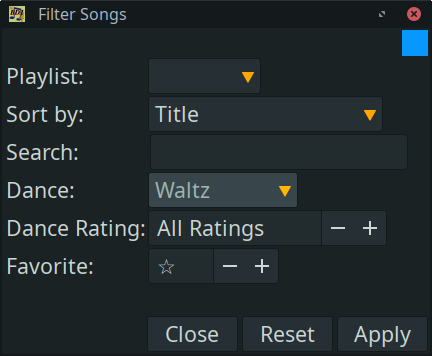 Filter Songs
Playlist:
Sort by: Title
Search:
Dance: Waltz
Dance Rating: All Ratings − +
Favorite: ☆ − +
Close Reset Apply